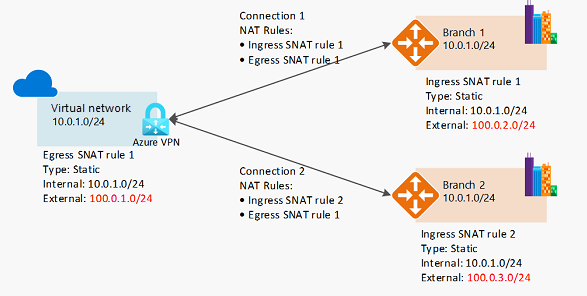 Connection 1
NAT Rules:
• Ingress SNAT rule 1
• Egress SNAT rule 1
Branch 1
10.0.1.0/24
Ingress SNAT rule 1
Type: Static
Internal: 10.0.1.0/24
External: 100.0.2.0/24
Virtual network
10.0.1.0/24
Azure VPN
Egress SNAT rule 1
Type: Static
Internal: 10.0.1.0/24
External: 100.0.1.0/24
Connection 2
NAT Rules:
• Ingress SNAT rule 2
• Egress SNAT rule 1
Branch 2
10.0.1.0/24
Ingress SNAT rule 2
Type: Static
Internal: 10.0.1.0/24
External: 100.0.3.0/24